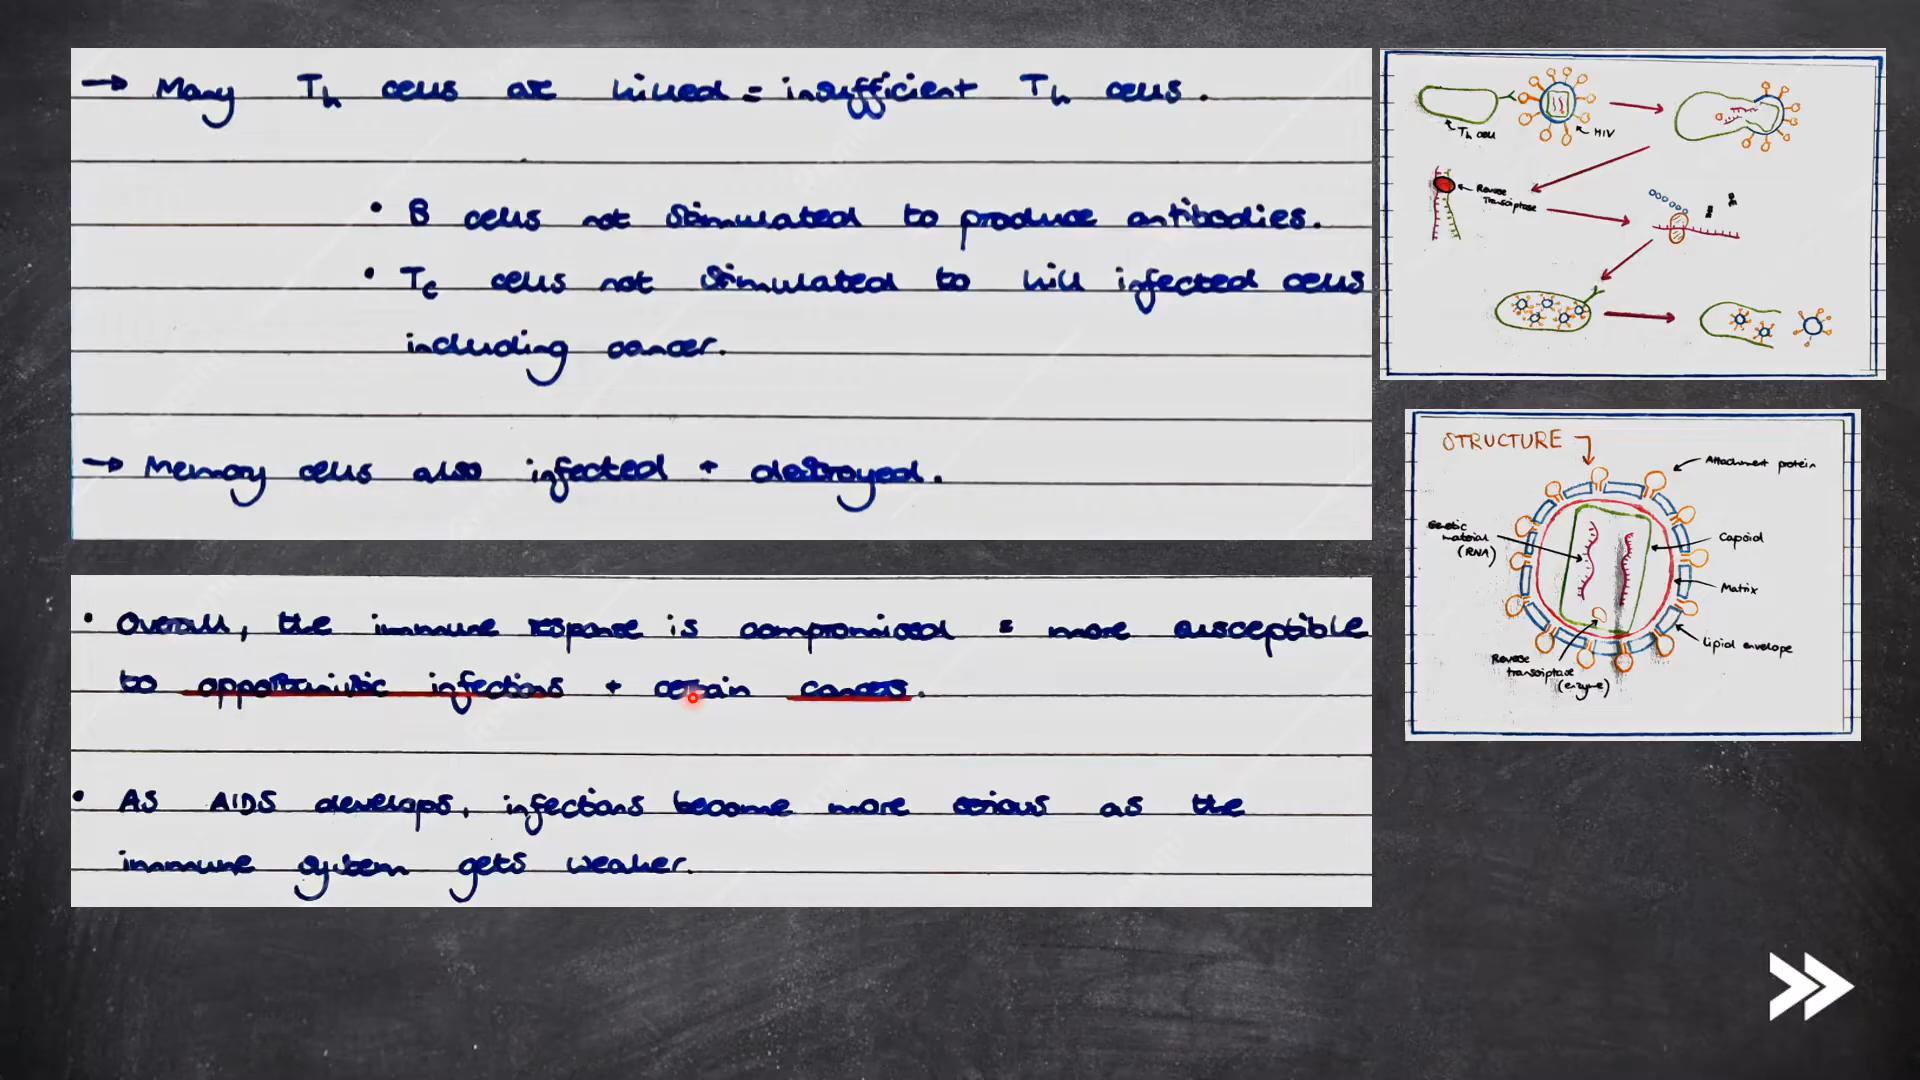 → Many Th cells are killed = insufficient Th cells.
• B cells not stimulated to produce antibodies.
• Tc cells not stimulated to kill infected cells
including cancer.
→ Memory cells also infected + destroyed.
• Overall, the immune response is compromised = more susceptible
to opportunistic infections + certain cancers.
• As AIDS develops, infections become more serious as the
immune system gets weaker.
Th cell
HIV
Reverse
Transcriptase
STRUCTURE
Attachment protein
Genetic
material
(RNA)
Capsid
Matrix
Lipid envelope
Reverse
transcriptase
(enzyme)